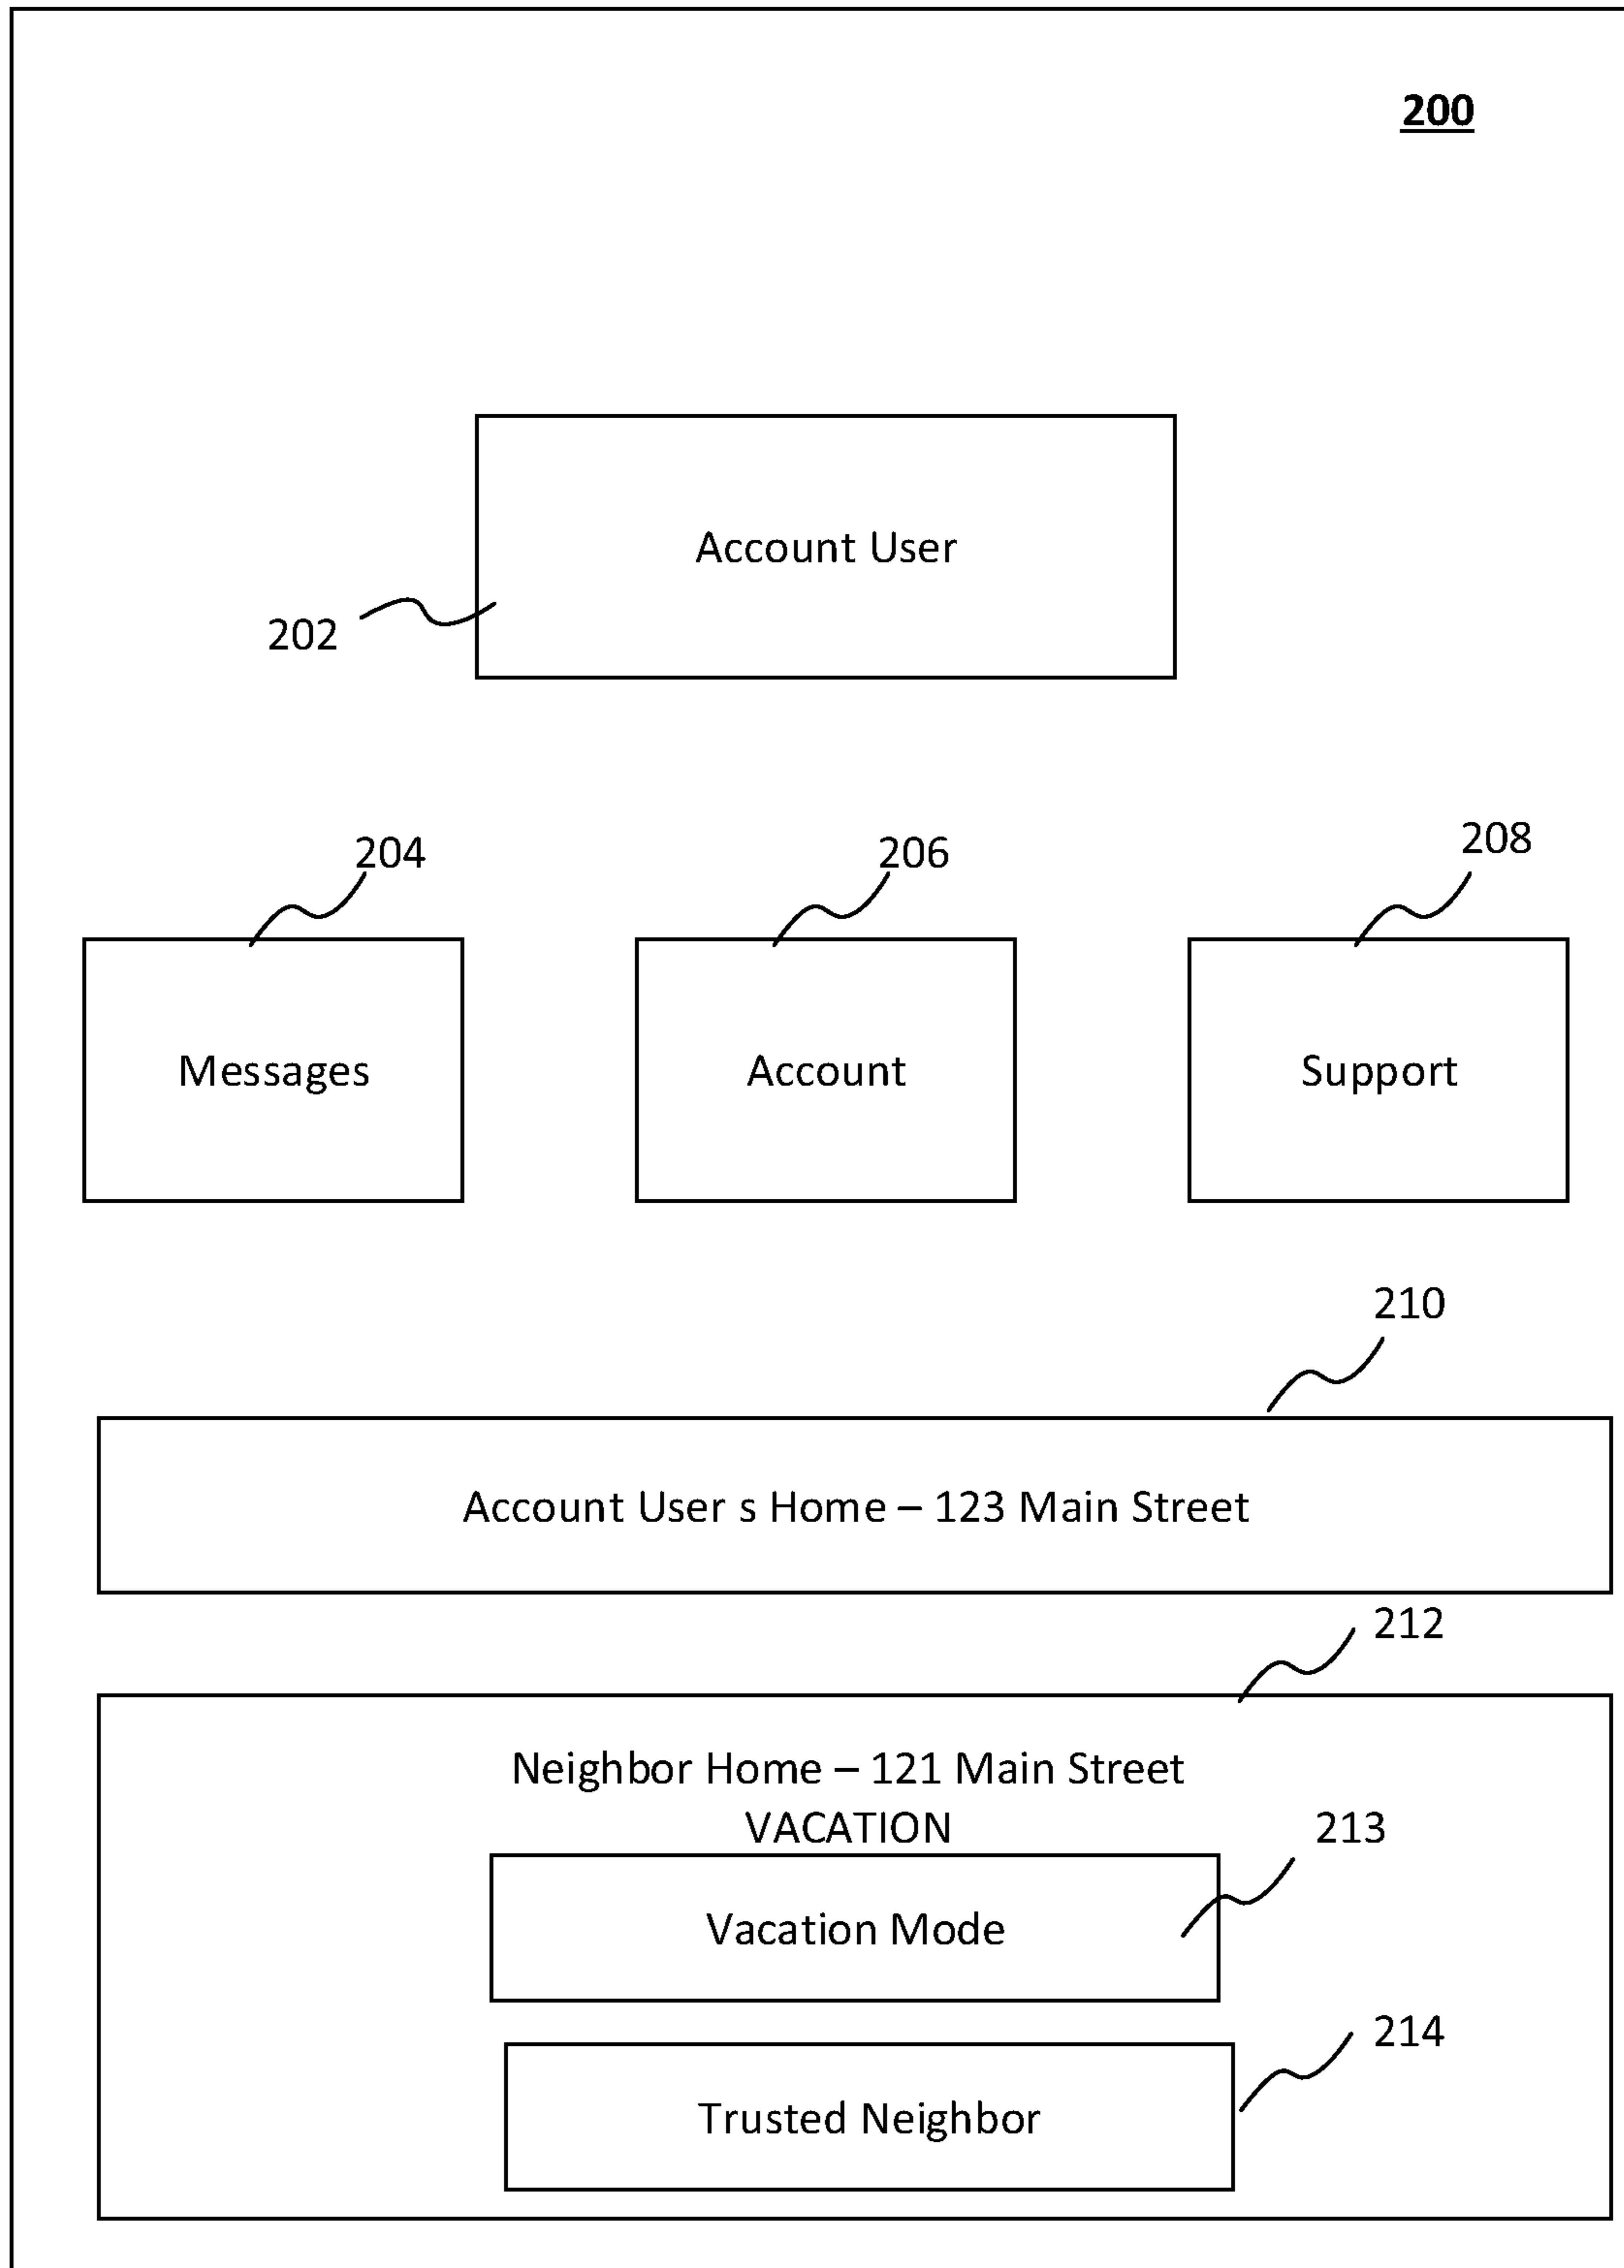 200
Account User
202
204
206
208
Messages
Account
Support
210
Account User s Home – 123 Main Street
212
Neighbor Home – 121 Main Street
VACATION
213
Vacation Mode
214
Trusted Neighbor